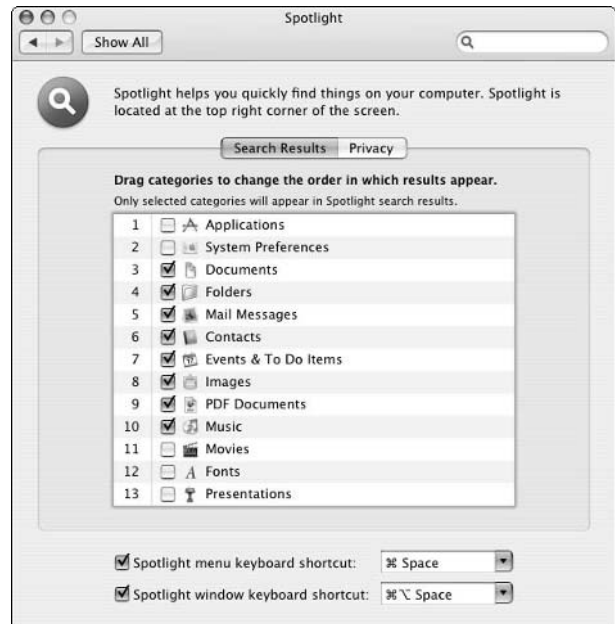 Spotlight
Show All
Spotlight helps you quickly find things on your computer. Spotlight is
located at the top right corner of the screen.
Search Results Privacy
Drag categories to change the order in which results appear.
Only selected categories will appear in Spotlight search results.
1 Applications
2 System Preferences
3 Documents
4 Folders
5 Mail Messages
6 Contacts
7 Events & To Do Items
8 Images
9 PDF Documents
10 Music
11 Movies
12 Fonts
13 Presentations
Spotlight menu keyboard shortcut: ⌘ Space
Spotlight window keyboard shortcut: ⌘⌥ Space